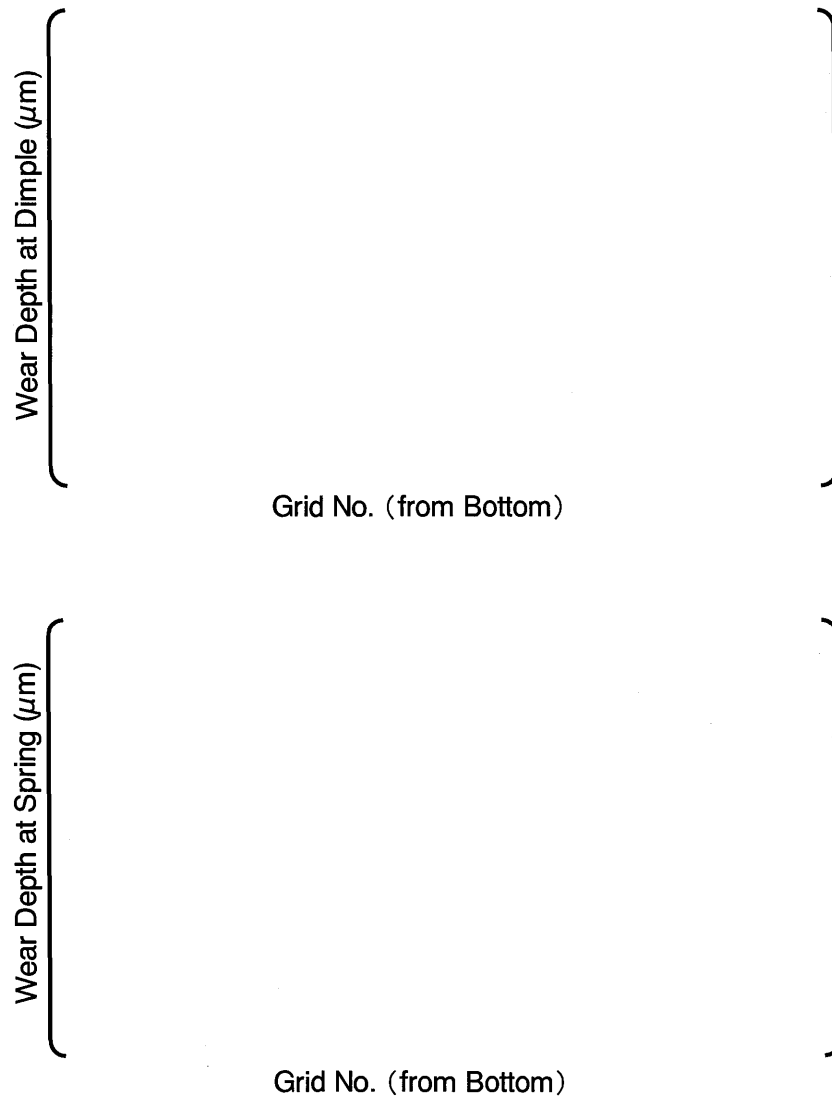 Wear Depth at Dimple (μm)
Grid No. (from Bottom)
Wear Depth at Spring (μm)
Grid No. (from Bottom)